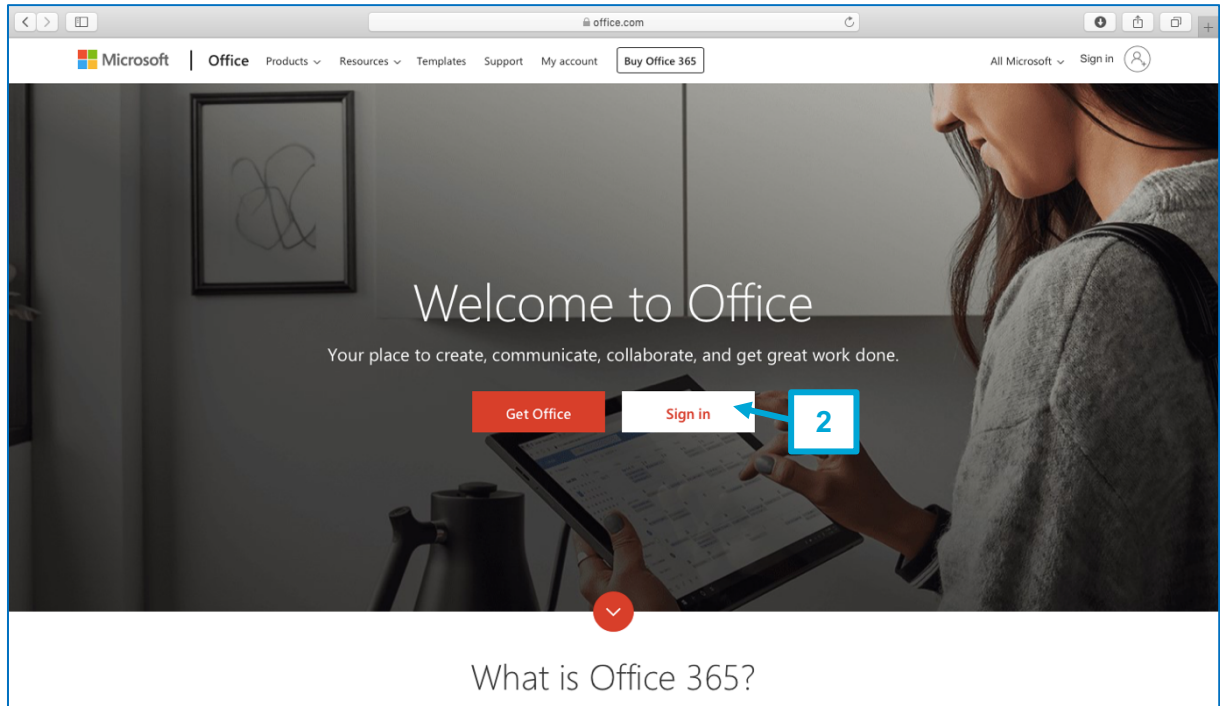 office.com
Microsoft Office Products Resources Templates Support My account Buy Office 365 All Microsoft Sign in
Welcome to Office
Your place to create, communicate, collaborate, and get great work done.
Get Office Sign in 2
What is Office 365?